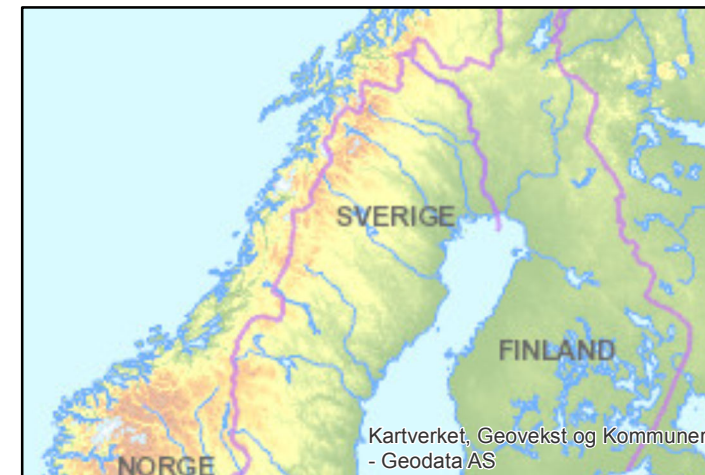 SVERIGE
FINLAND
Kartverket, Geovekst og Kommuner
- Geodata AS
NORGE